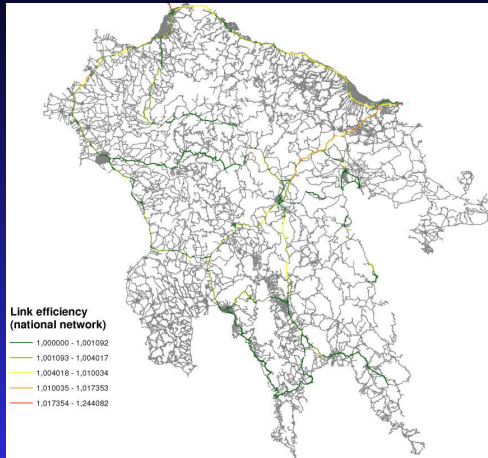 Link efficiency
(national network)
1,000000 - 1,001092
1,001093 - 1,004017
1,004018 - 1,010034
1,010035 - 1,017353
1,017354 - 1,244082